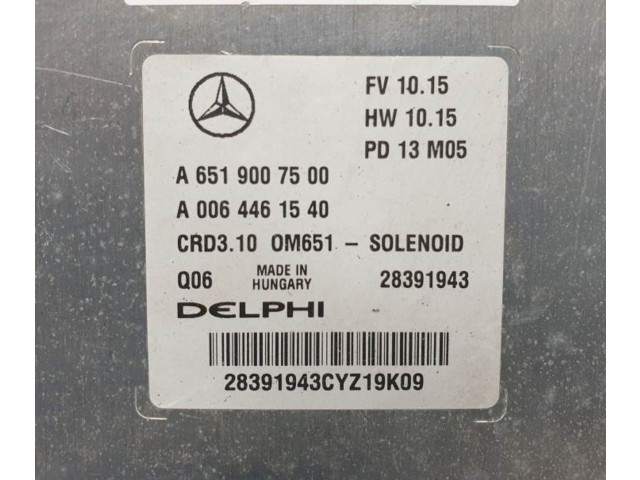 FV 10.15
HW 10.15
PD 13 M05
A 651 900 75 00
A 006 446 15 40
CRD3.10 OM651 – SOLENOID
Q06 MADE IN HUNGARY 28391943
DELPHI
28391943CYZ19K09